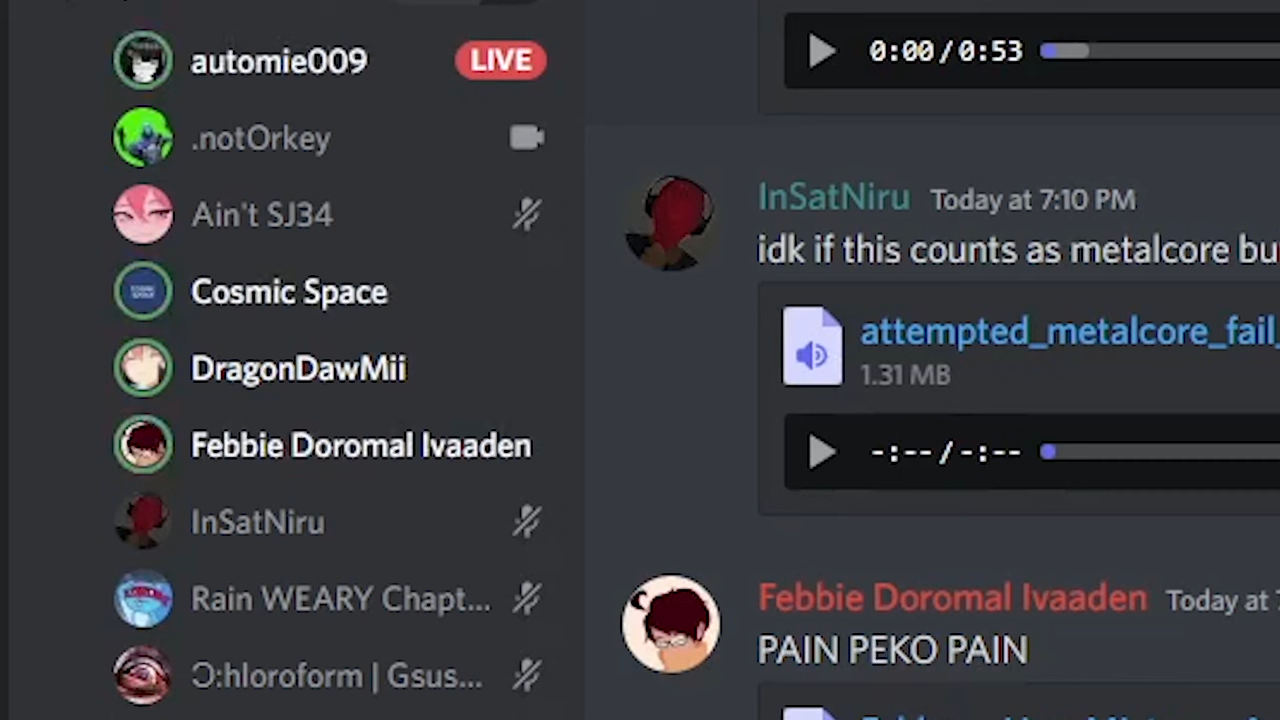 automie009
LIVE
.notOrkey
Ain't SJ34
Cosmic Space
DragonDawMii
Febbie Doromal Ivaaden
InSatNiru
Rain WEARY Chapt...
Ɔ:hloroform | Gsus...
0:00 / 0:53
InSatNiru Today at 7:10 PM
idk if this counts as metalcore bu
attempted_metalcore_fail_
1.31 MB
-:-- / -:--
Febbie Doromal Ivaaden Today at
PAIN PEKO PAIN